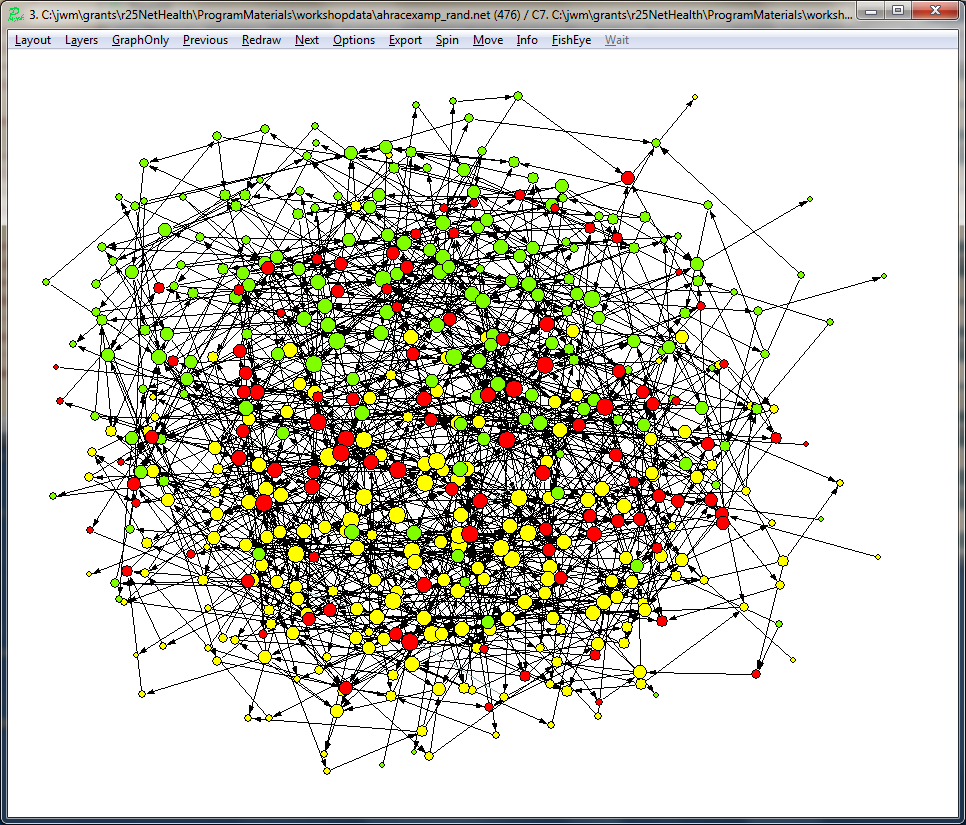 3. C:\jwm\grants\r25NetHealth\ProgramMaterials\workshopdata\ahracexamp_rand.net (476) / C7. C:\jwm\grants\r25NetHealth\ProgramMaterials\worksh...
Layout Layers GraphOnly Previous Redraw Next Options Export Spin Move Info FishEye Wait